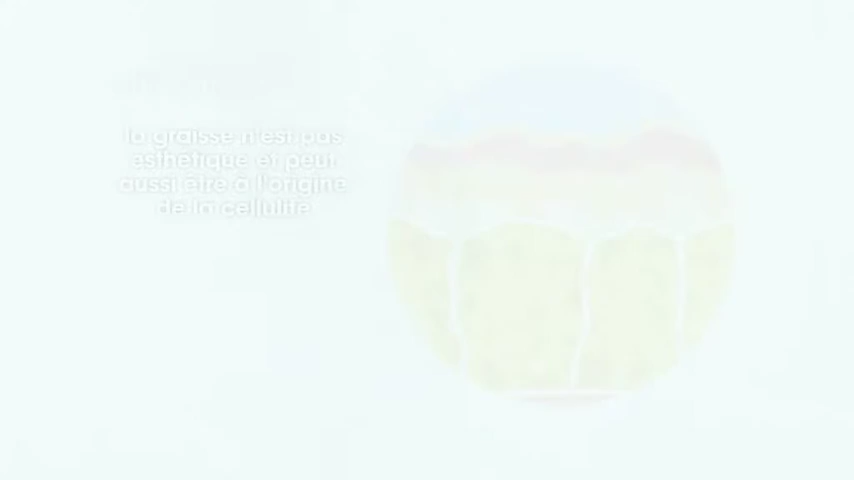 la graisse n'est pas
esthétique et peut
aussi être à l'origine
de la cellulite